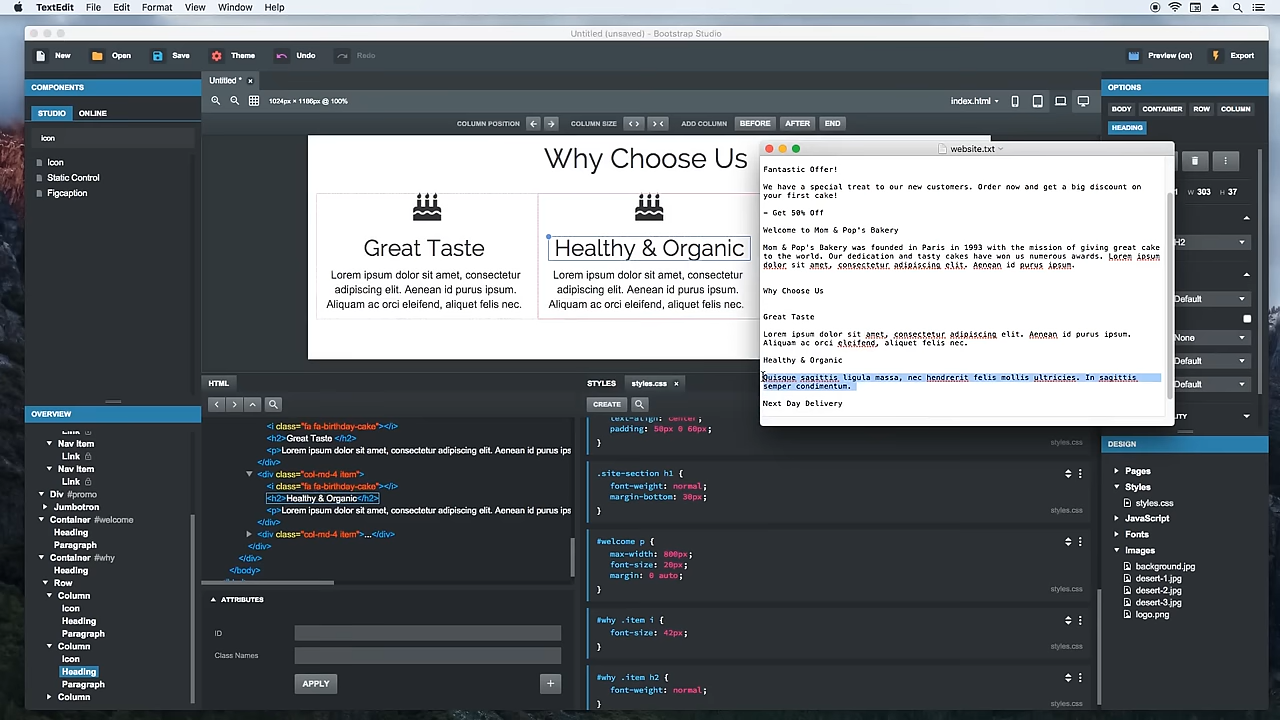 TextEdit File Edit Format View Window Help
Untitled (unsaved) - Bootstrap Studio
New Open Save Theme Undo Redo Preview (on) Export
COMPONENTS
STUDIO ONLINE
icon
Icon
Static Control
Figcaption
Untitled *
1024px × 1186px @ 100%
index.html
COLUMN POSITION COLUMN SIZE ADD COLUMN BEFORE AFTER END
Why Choose Us
Great Taste
Lorem ipsum dolor sit amet, consectetur
adipiscing elit. Aenean id purus ipsum.
Aliquam ac orci eleifend, aliquet felis nec.
Healthy & Organic
Lorem ipsum dolor sit amet, consectetur
adipiscing elit. Aenean id purus ipsum.
Aliquam ac orci eleifend, aliquet felis nec.
website.txt
Fantastic Offer!
We have a special treat to our new customers. Order now and get a big discount on
your first cake!
- Get 50% Off
Welcome to Mom & Pop's Bakery
Mom & Pop's Bakery was founded in Paris in 1993 with the mission of giving great cake
to the world. Our dedication and tasty cakes have won us numerous awards. Lorem ipsum
dolor sit amet, consectetur adipiscing elit. Aenean id purus ipsum.
Why Choose Us
Great Taste
Lorem ipsum dolor sit amet, consectetur adipiscing elit. Aenean id purus ipsum.
Aliquam ac orci eleifend, aliquet felis nec.
Healthy & Organic
Quisque sagittis ligula massa, nec hendrerit felis mollis ultricies. In sagittis
semper condimentum.
Next Day Delivery
OPTIONS
BODY CONTAINER ROW COLUMN
HEADING
W 303 H 37
H2
Default
None
Default
Default
OVERVIEW
Link
Nav Item
Link
Nav Item
Link
Div #promo
Jumbotron
Container #welcome
Heading
Paragraph
Container #why
Heading
Row
Column
Icon
Heading
Paragraph
Column
Icon
Heading
Paragraph
Column
HTML
<i class="fa fa-birthday-cake"></i>
<h2>Great Taste </h2>
<p>Lorem ipsum dolor sit amet, consectetur adipiscing elit. Aenean id purus ips
</div>
<div class="col-md-4 item">
<i class="fa fa-birthday-cake"></i>
<h2>Healthy & Organic</h2>
<p>Lorem ipsum dolor sit amet, consectetur adipiscing elit. Aenean id purus ips
</div>
<div class="col-md-4 item">...</div>
</div>
</div>
</body>
ATTRIBUTES
ID
Class Names
APPLY +
STYLES styles.css
CREATE
text-align: center;
padding: 50px 0 60px;
}
styles.css
.site-section h1 {
font-weight: normal;
margin-bottom: 30px;
}
styles.css
#welcome p {
max-width: 800px;
font-size: 20px;
margin: 0 auto;
}
styles.css
#why .item i {
font-size: 42px;
}
styles.css
#why .item h2 {
font-weight: normal;
}
styles.css
DESIGN
Pages
Styles
styles.css
JavaScript
Fonts
Images
background.jpg
desert-1.jpg
desert-2.jpg
desert-3.jpg
logo.png